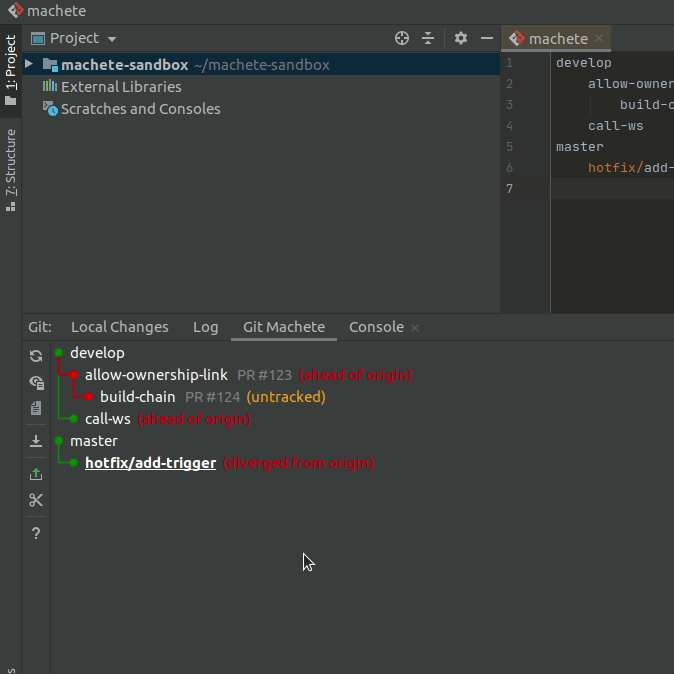 machete
1: Project
7: Structure
Project
machete-sandbox ~/machete-sandbox
External Libraries
Scratches and Consoles
machete
1 develop
2 allow-owner
3 build-c
4 call-ws
5 master
6 hotfix/add-
7
Git: Local Changes Log Git Machete Console
develop
allow-ownership-link PR #123 (ahead of origin)
build-chain PR #124 (untracked)
call-ws (ahead of origin)
master
hotfix/add-trigger (diverged from origin)
?